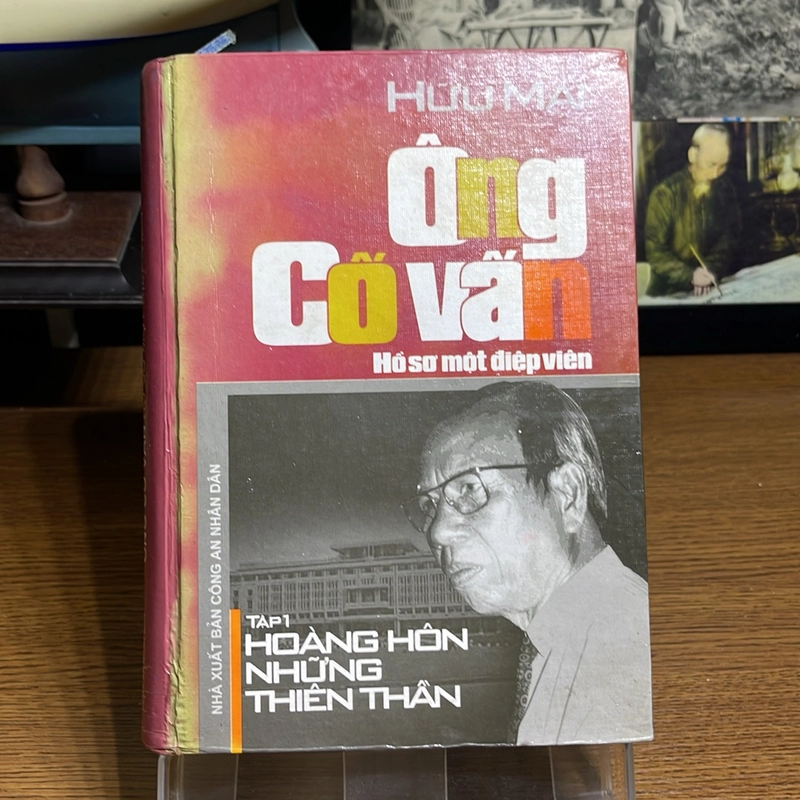 HỮU MAI
Ông
Cố vấn
Hồ sơ một điệp viên
NHÀ XUẤT BẢN CÔNG AN NHÂN DÂN
TẬP 1
HOÀNG HÔN
NHỮNG
THIÊN THẦN